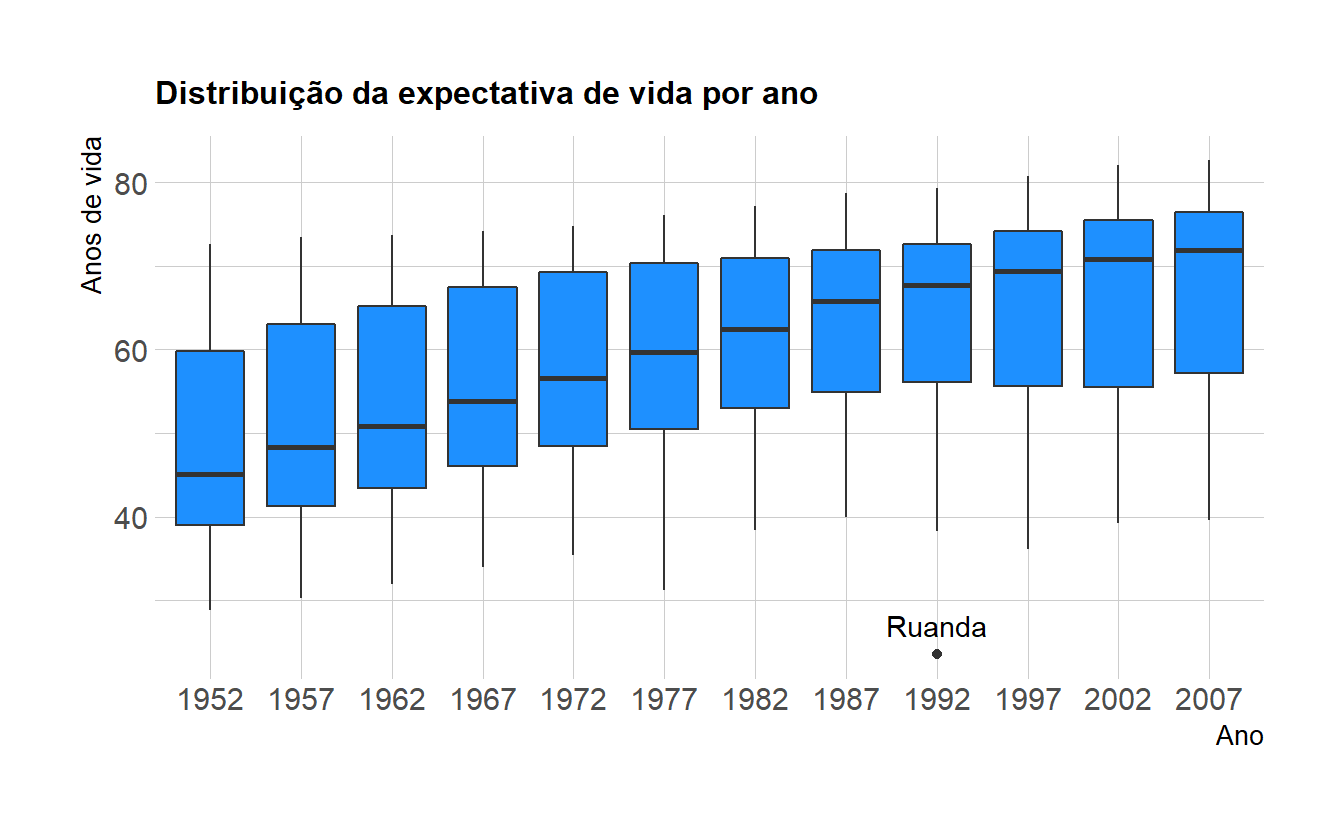 Distribuição da expectativa de vida por ano
Anos de vida
80
60
40
Ruanda
1952 1957 1962 1967 1972 1977 1982 1987 1992 1997 2002 2007
Ano